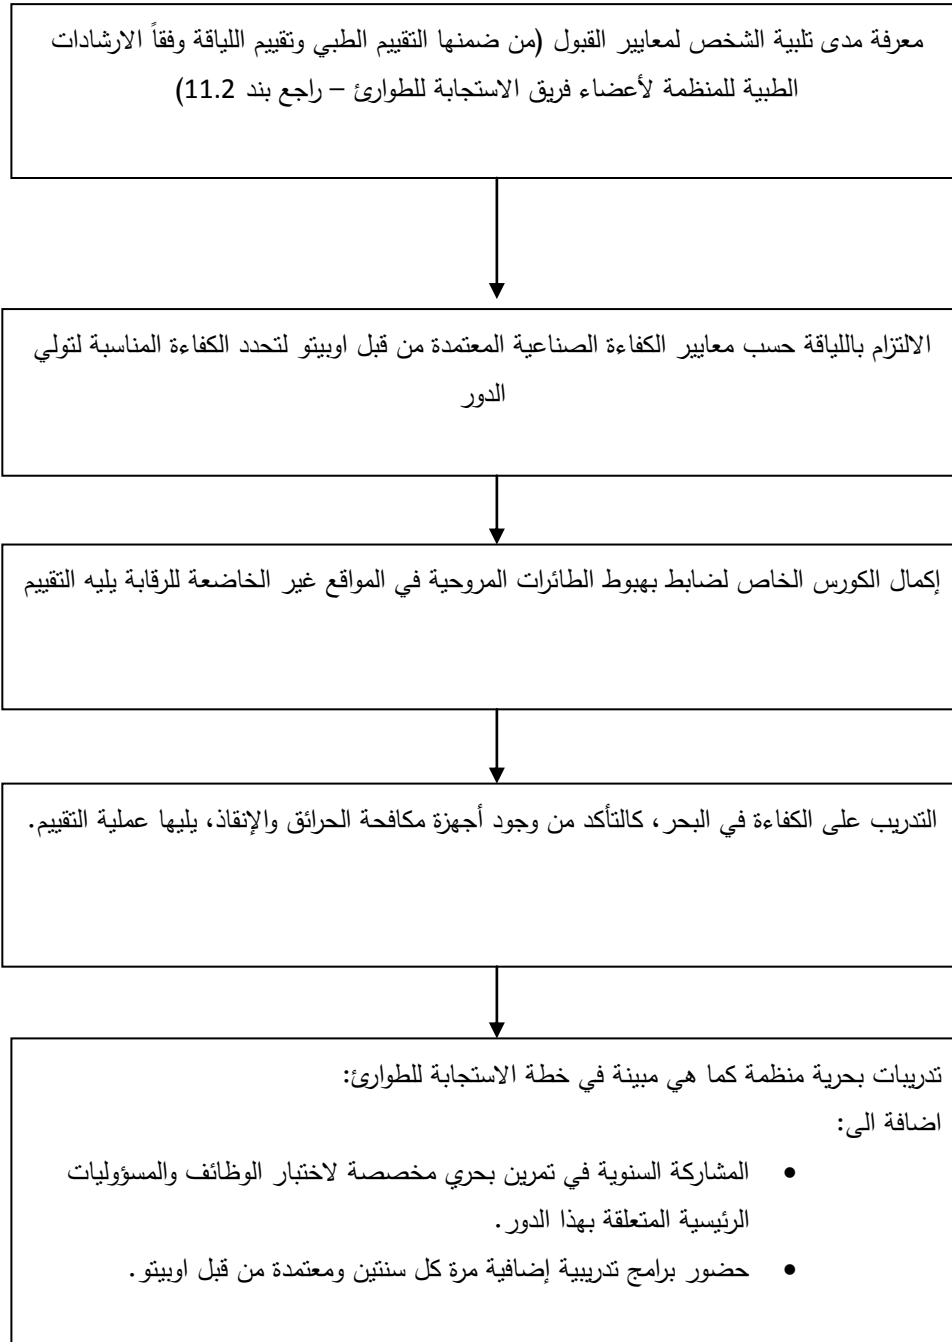 معرفة مدى تلبية الشخص لمعايير القبول (من ضمنها التقييم الطبي وتقييم اللياقة وفقاً الارشادات
الطبية للمنظمة لأعضاء فريق الاستجابة للطوارئ – راجع بند 11.2)
الالتزام باللياقة حسب معايير الكفاءة الصناعية المعتمدة من قبل اوبيتو لتحدد الكفاءة المناسبة لتولي
الدور
إكمال الكورس الخاص لضابط بهبوط الطائرات المروحية في المواقع غير الخاضعة للرقابة يليه التقييم
التدريب على الكفاءة في البحر، كالتأكد من وجود أجهزة مكافحة الحرائق والإنقاذ، يليها عملية التقييم.
تدريبات بحرية منظمة كما هي مبينة في خطة الاستجابة للطوارئ:
اضافة الى:
• المشاركة السنوية في تمرين بحري مخصصة لاختبار الوظائف والمسؤوليات
الرئيسية المتعلقة بهذا الدور.
• حضور برامج تدريبية إضافية مرة كل سنتين ومعتمدة من قبل اوبيتو.